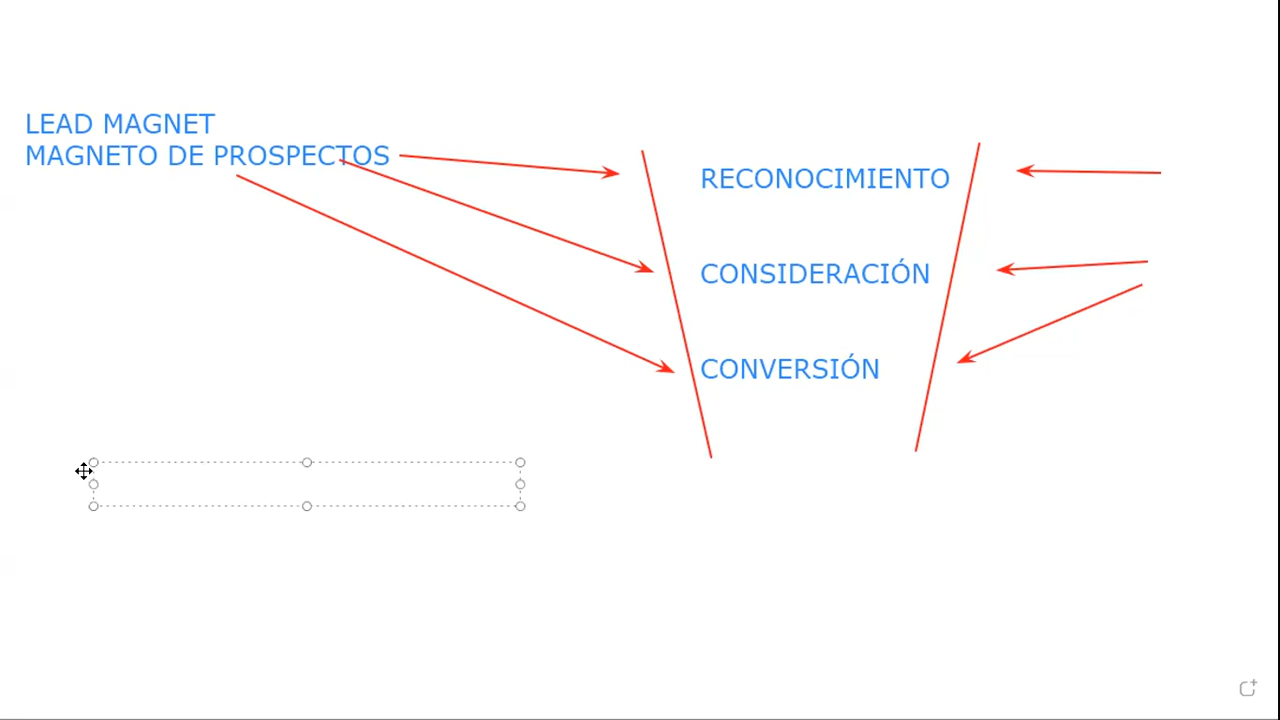 LEAD MAGNET
MAGNETO DE PROSPECTOS
RECONOCIMIENTO
CONSIDERACIÓN
CONVERSIÓN